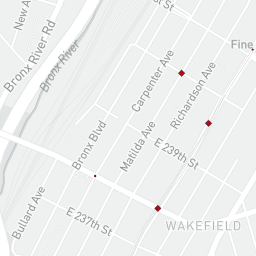 New A
Bronx River Rd
Bronx River
Carpenter Ave
Fine
Richardson Ave
Bronx Blvd
Matilda Ave
E 239th St
Bullard Ave
E 237th St
WAKEFIELD